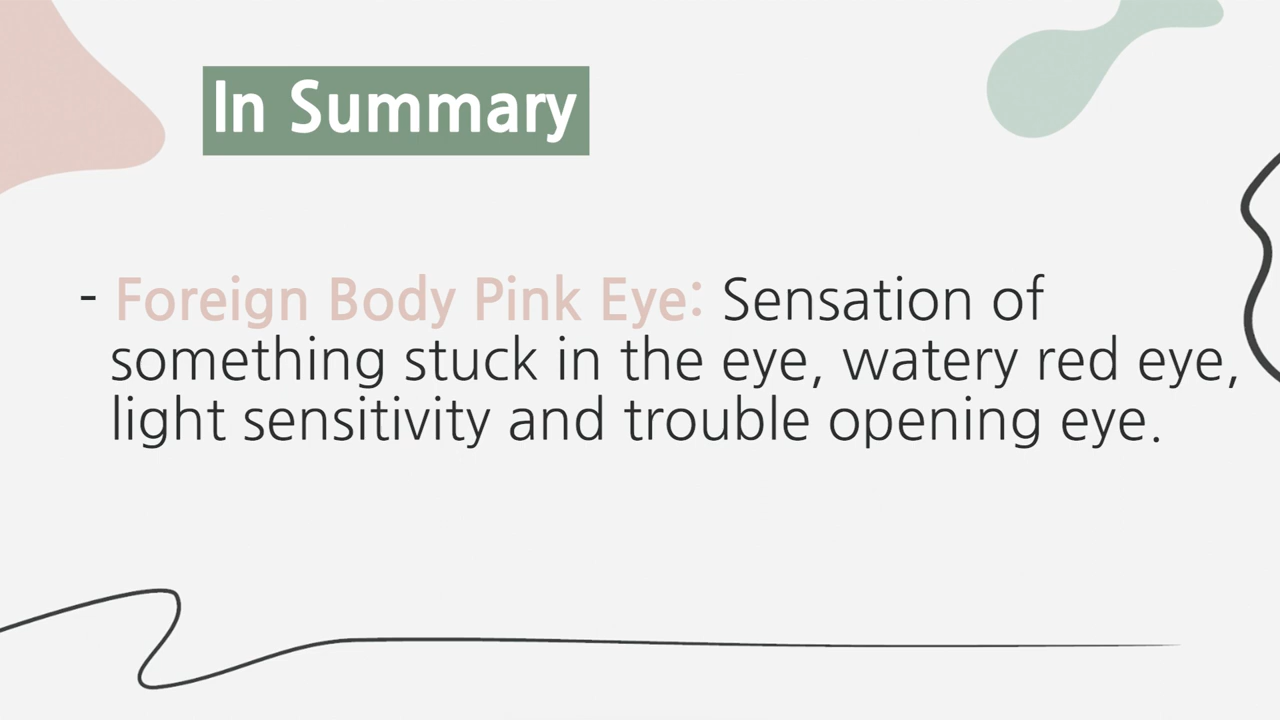 In Summary
- Foreign Body Pink Eye: Sensation of
something stuck in the eye, watery red eye,
light sensitivity and trouble opening eye.